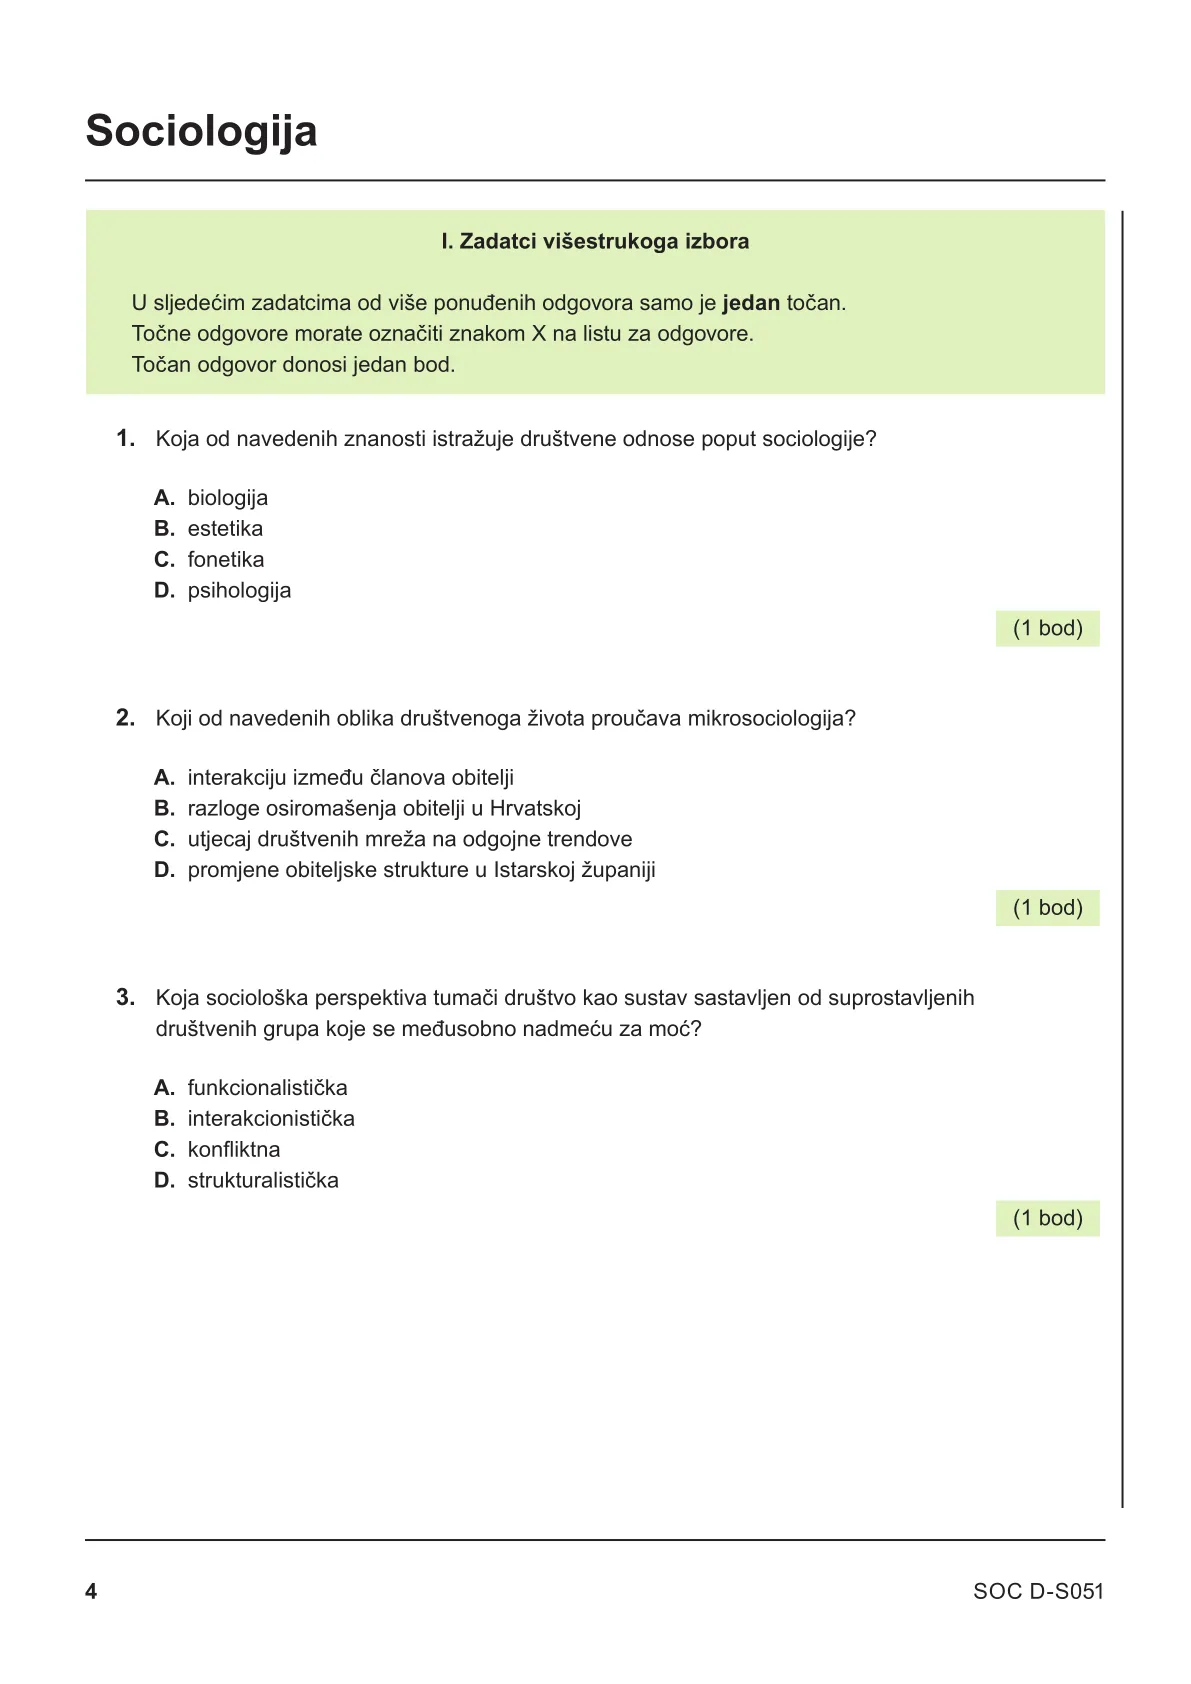 Sociologija
I. Zadatci višestrukoga izbora
U sljedećim zadatcima od više ponuđenih odgovora samo je jedan točan.
Točne odgovore morate označiti znakom X na listu za odgovore.
Točan odgovor donosi jedan bod.
1. Koja od navedenih znanosti istražuje društvene odnose poput sociologije?
A. biologija
B. estetika
C. fonetika
D. psihologija
(1 bod)
2. Koji od navedenih oblika društvenoga života proučava mikrosociologija?
A. interakciju između članova obitelji
B. razloge osiromašenja obitelji u Hrvatskoj
C. utjecaj društvenih mreža na odgojne trendove
D. promjene obiteljske strukture u Istarskoj županiji
(1 bod)
3. Koja sociološka perspektiva tumači društvo kao sustav sastavljen od suprostavljenih
društvenih grupa koje se međusobno nadmeću za moć?
A. funkcionalistička
B. interakcionistička
C. konfliktna
D. strukturalistička
(1 bod)
4 SOC D-S051